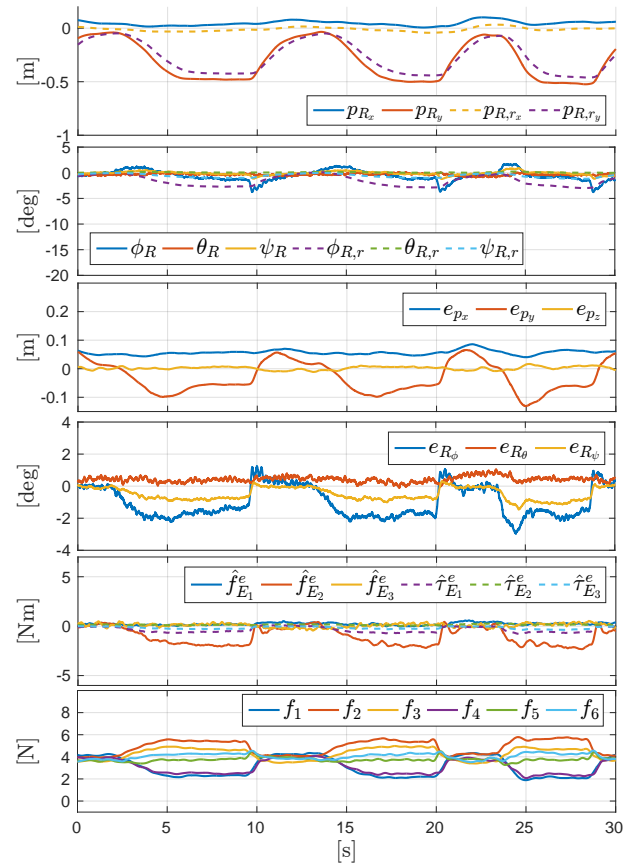 0
-0.5
-1
[m]
p_{R_x} p_{R_y} p_{R,r_x} p_{R,r_y}
5
0
-5
-10
-15
-20
[deg]
ϕ_R θ_R ψ_R ϕ_{R,r} θ_{R,r} ψ_{R,r}
0.2
0.1
0
-0.1
[m]
e_{p_x} e_{p_y} e_{p_z}
4
2
0
-2
-4
[deg]
e_{R_ϕ} e_{R_θ} e_{R_ψ}
5
0
-5
[Nm]
\hat{f}^e_{E_1} \hat{f}^e_{E_2} \hat{f}^e_{E_3} \hat{τ}^e_{E_1} \hat{τ}^e_{E_2} \hat{τ}^e_{E_3}
8
6
4
2
0
[N]
f_1 f_2 f_3 f_4 f_5 f_6
0 5 10 15 20 25 30
[s]